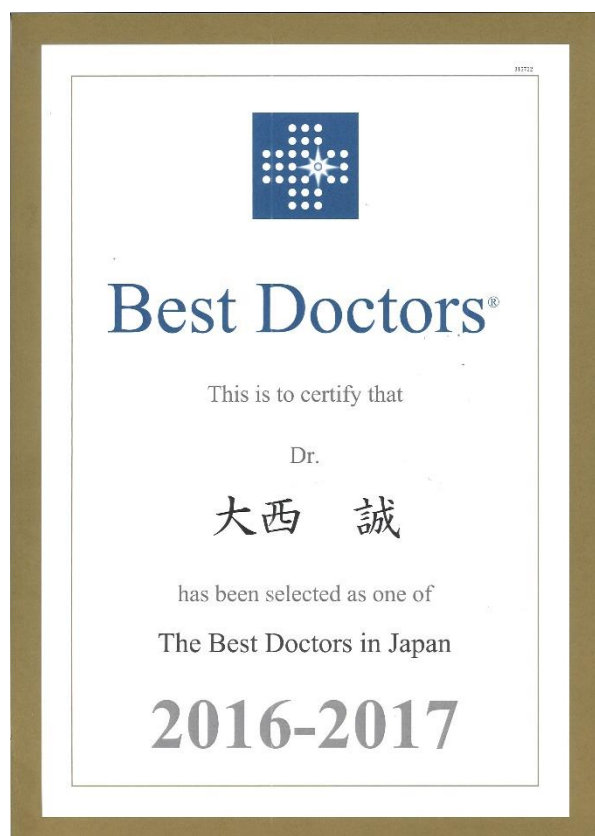 Best Doctors®
This is to certify that
Dr.
大西 誠
has been selected as one of
The Best Doctors in Japan
2016-2017